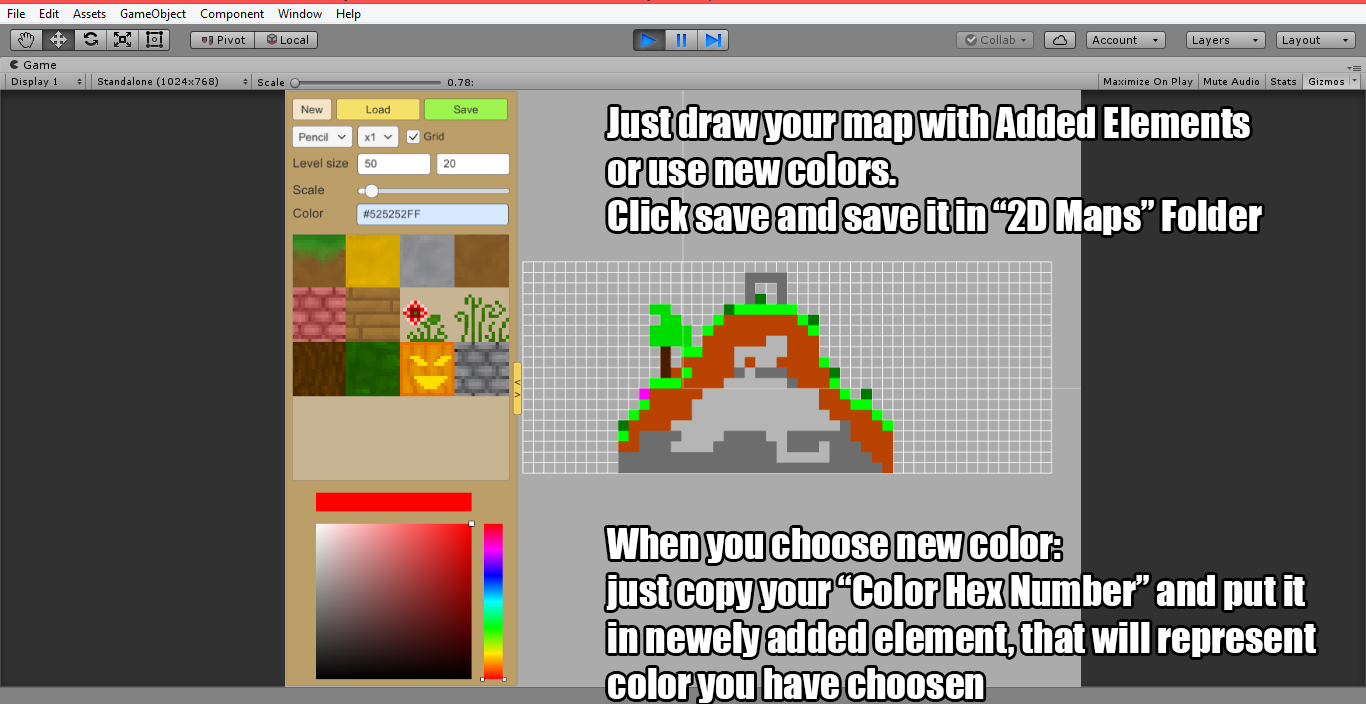 File Edit Assets GameObject Component Window Help
Pivot Local Collab Account Layers Layout
Game
Display 1 Standalone (1024x768) Scale 0.78: Maximize On Play Mute Audio Stats Gizmos
New Load Save
Pencil x1 Grid
Level size 50 20
Scale
Color #525252FF
< >
Just draw your map with Added Elements
or use new colors.
Click save and save it in “2D Maps” Folder
When you choose new color:
just copy your “Color Hex Number” and put it
in newely added element, that will represent
color you have choosen